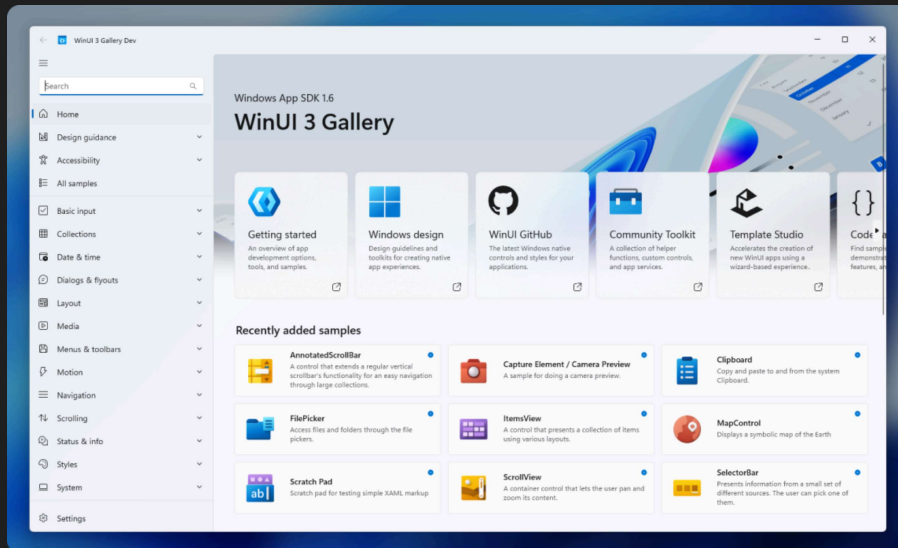 WinUI 3 Gallery Dev
Search
Home
Design guidance
Accessibility
All samples
Basic input
Collections
Date & time
Dialogs & flyouts
Layout
Media
Menus & toolbars
Motion
Navigation
Scrolling
Status & info
Styles
System
Settings
Windows App SDK 1.6
WinUI 3 Gallery
Getting started
An overview of app
development options,
tools, and samples.
Windows design
Design guidelines and
toolkits for creating native
app experiences.
WinUI GitHub
The latest Windows native
controls and styles for your
applications.
Community Toolkit
A collection of helper
functions, custom controls,
and app services.
Template Studio
Accelerates the creation of
new WinUI apps using a
wizard-based experience.
Code
Find sample
demonstrat
features, an
Recently added samples
AnnotatedScrollBar
A control that extends a regular vertical
scrollbar's functionality for an easy navigation
through large collections.
Capture Element / Camera Preview
A sample for doing a camera preview.
Clipboard
Copy and paste to and from the system
Clipboard.
FilePicker
Access files and folders through the file
pickers.
ItemsView
A control that presents a collection of items
using various layouts.
MapControl
Displays a symbolic map of the Earth
Scratch Pad
Scratch pad for testing simple XAML markup
ScrollView
A container control that lets the user pan and
zoom its content.
SelectorBar
Presents information from a small set of
different sources. The user can pick one of
them.